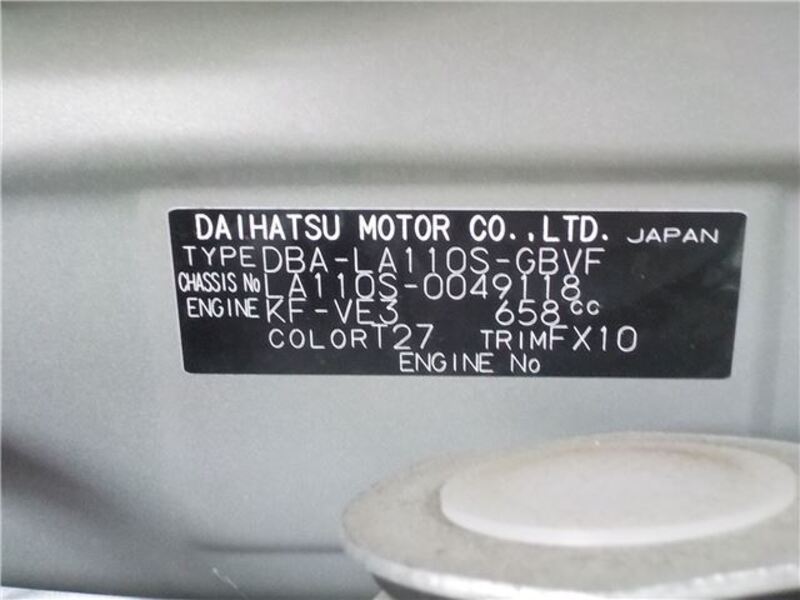 DAIHATSU MOTOR CO.,LTD. JAPAN
TYPE DBA-LA110S-GBVF
CHASSIS No LA110S-0049118
ENGINE KF-VE3 658cc
COLOR T27 TRIM FX10
ENGINE No